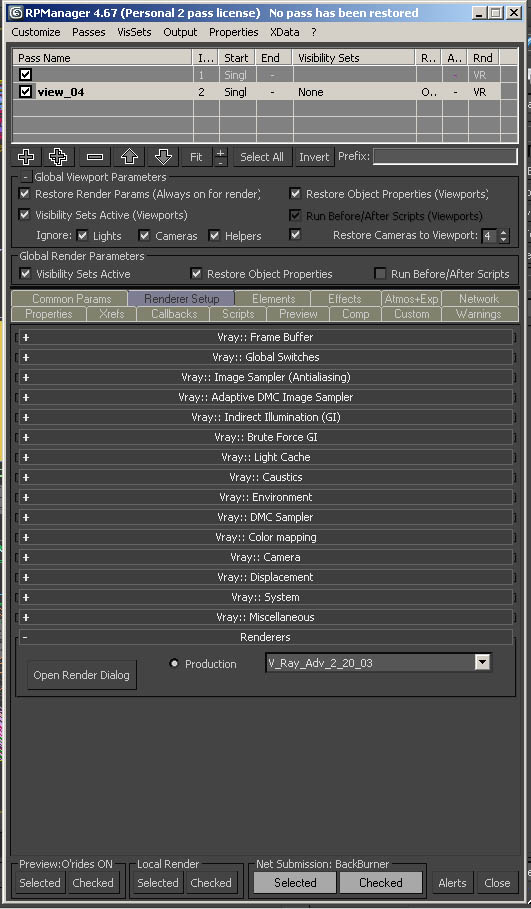 RPManager 4.67 (Personal 2 pass license)   No pass has been restored
Customize Passes VisSets Output Properties XData ?
Pass Name I... Start End Visibility Sets R.. A.. Rnd
1 Singl - - VR
view_04 2 Singl - None O.. - VR
Fit + - Select All Invert Prefix:
- Global Viewport Parameters
Restore Render Params (Always on for render) Restore Object Properties (Viewports)
Visibility Sets Active (Viewports) Run Before/After Scripts (Viewports)
Ignore: Lights Cameras Helpers Restore Cameras to Viewport: 4
Global Render Parameters
Visibility Sets Active Restore Object Properties Run Before/After Scripts
Common Params Renderer Setup Elements Effects Atmos+Exp Network
Properties Xrefs Callbacks Scripts Preview Comp Custom Warnings
+ Vray:: Frame Buffer
+ Vray:: Global Switches
+ Vray:: Image Sampler (Antialiasing)
+ Vray:: Adaptive DMC Image Sampler
+ Vray:: Indirect Illumination (GI)
+ Vray:: Brute Force GI
+ Vray:: Light Cache
+ Vray:: Caustics
+ Vray:: Environment
+ Vray:: DMC Sampler
+ Vray:: Color mapping
+ Vray:: Camera
+ Vray:: Displacement
+ Vray:: System
+ Vray:: Miscellaneous
- Renderers
Open Render Dialog Production V_Ray_Adv_2_20_03
Preview:O'rides ON Local Render Net Submission: BackBurner
Selected Checked Selected Checked Selected Checked Alerts Close